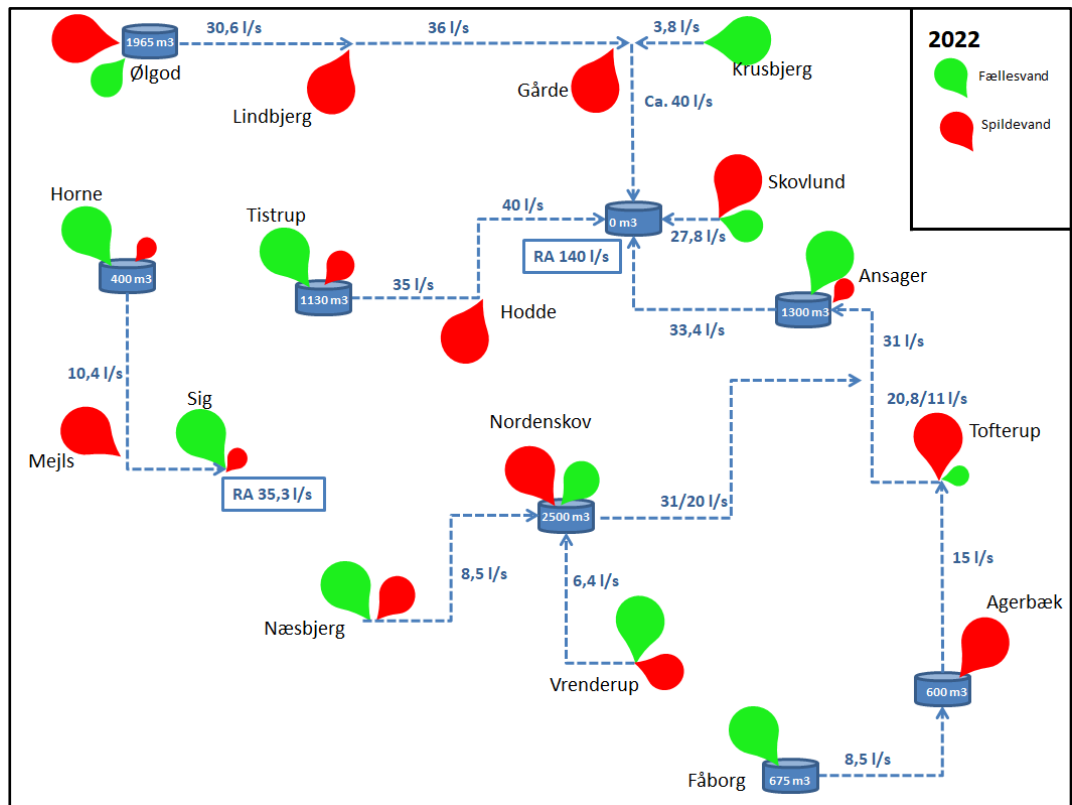 2022
Fællesvand
Spildevand
1965 m3
Ølgod
30,6 l/s
36 l/s
3,8 l/s
Krusbjerg
Lindbjerg
Gårde
Ca. 40 l/s
Skovlund
Horne
400 m3
Tistrup
1130 m3
40 l/s
0 m3
27,8 l/s
RA 140 l/s
35 l/s
Hodde
Ansager
1300 m3
33,4 l/s
31 l/s
10,4 l/s
Sig
Mejls
RA 35,3 l/s
Nordenskov
2500 m3
20,8/11 l/s
Tofterup
31/20 l/s
8,5 l/s
6,4 l/s
15 l/s
Næsbjerg
Vrenderup
Agerbæk
600 m3
Fåborg
675 m3
8,5 l/s